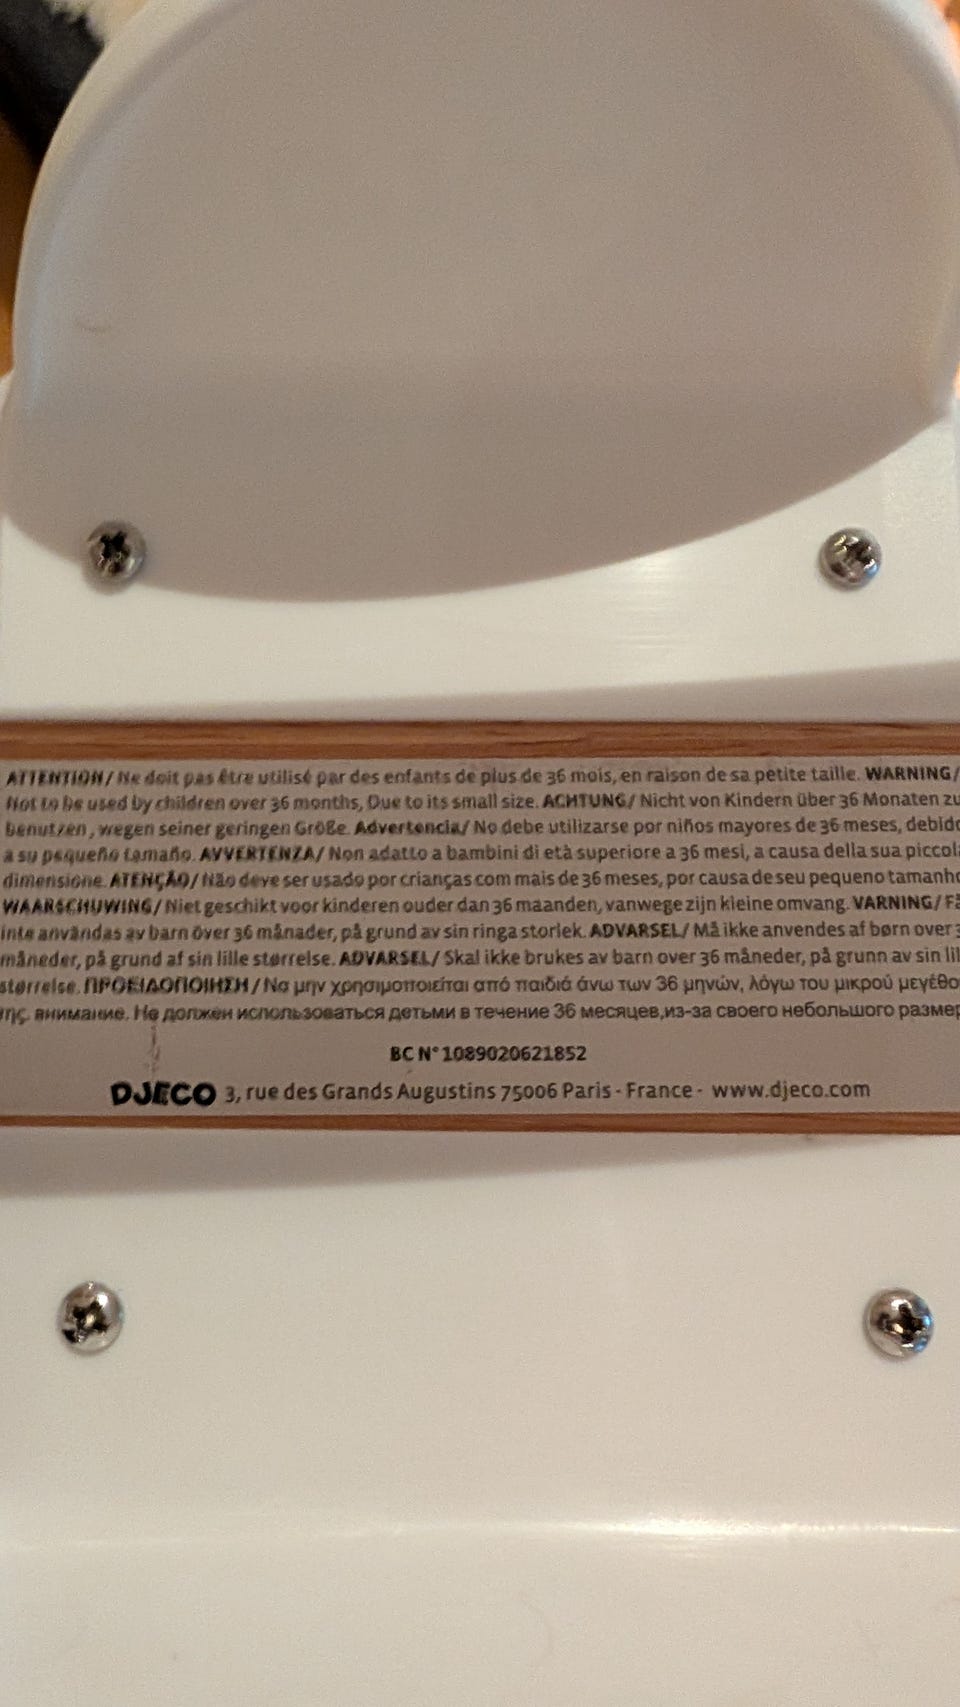 ATTENTION/ Ne doit pas être utilisé par des enfants de plus de 36 mois, en raison de sa petite taille. WARNING/
Not to be used by children over 36 months, Due to its small size. ACHTUNG/ Nicht von Kindern über 36 Monaten zu
benutzen, wegen seiner geringen Größe. Advertencia/ No debe utilizarse por niños mayores de 36 meses, debido
a su pequeño tamaño. AVVERTENZA/ Non adatto a bambini di età superiore a 36 mesi, a causa della sua piccol
dimensione. ATENÇÃO/ Não deve ser usado por crianças com mais de 36 meses, por causa de seu pequeno tamanho
WAARSCHUWING/ Niet geschikt voor kinderen ouder dan 36 maanden, vanwege zijn kleine omvang. VARNING/ Få
inte användas av barn över 36 månader, på grund av sin ringa storlek. ADVARSEL/ Må ikke anvendes af børn over 3
måneder, på grund af sin lille størrelse. ADVARSEL/ Skal ikke brukes av barn over 36 måneder, på grunn av sin lil
størrelse. ΠΡΟΕΙΔΟΠΟΙΗΣΗ / Να μην χρησιμοποιείται από παιδιά άνω των 36 μηνών, λόγω του μικρού μεγέθο
της. внимание. Не должен использоваться детьми в течение 36 месяцев,из-за своего небольшого размер
BC N° 1089020621852
DJECO 3, rue des Grands Augustins 75006 Paris - France - www.djeco.com